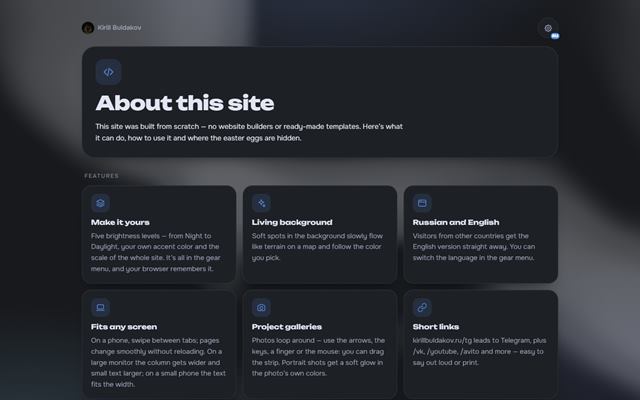 Kirill Buldakov
About this site
This site was built from scratch — no website builders or ready-made templates. Here's what
it can do, how to use it and where the easter eggs are hidden.
FEATURES
Make it yours
Five brightness levels — from Night to
Daylight, your own accent color and the
scale of the whole site. It's all in the gear
menu, and your browser remembers it.
Living background
Soft spots in the background slowly flow
like terrain on a map and follow the color
you pick.
Russian and English
Visitors from other countries get the
English version straight away. You can
switch the language in the gear menu.
Fits any screen
On a phone, swipe between tabs; pages
change smoothly without reloading. On a
large monitor the column gets wider and
small text larger; on a small phone the text
fits the width.
Project galleries
Photos loop around — use the arrows, the
keys, a finger or the mouse: you can drag
the strip. Portrait shots get a soft glow in
the photo's own colors.
Short links
kirillbuldakov.ru/tg leads to Telegram, plus
/vk, /youtube, /avito and more — easy to
say out loud or print.